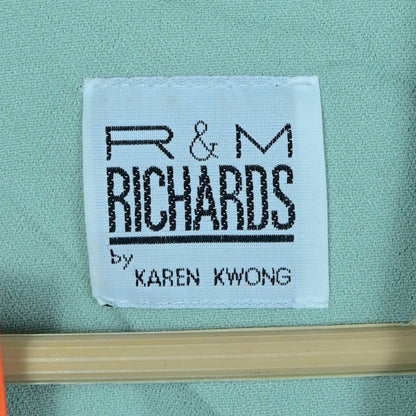 R & M
RICHARDS
by
KAREN KWONG